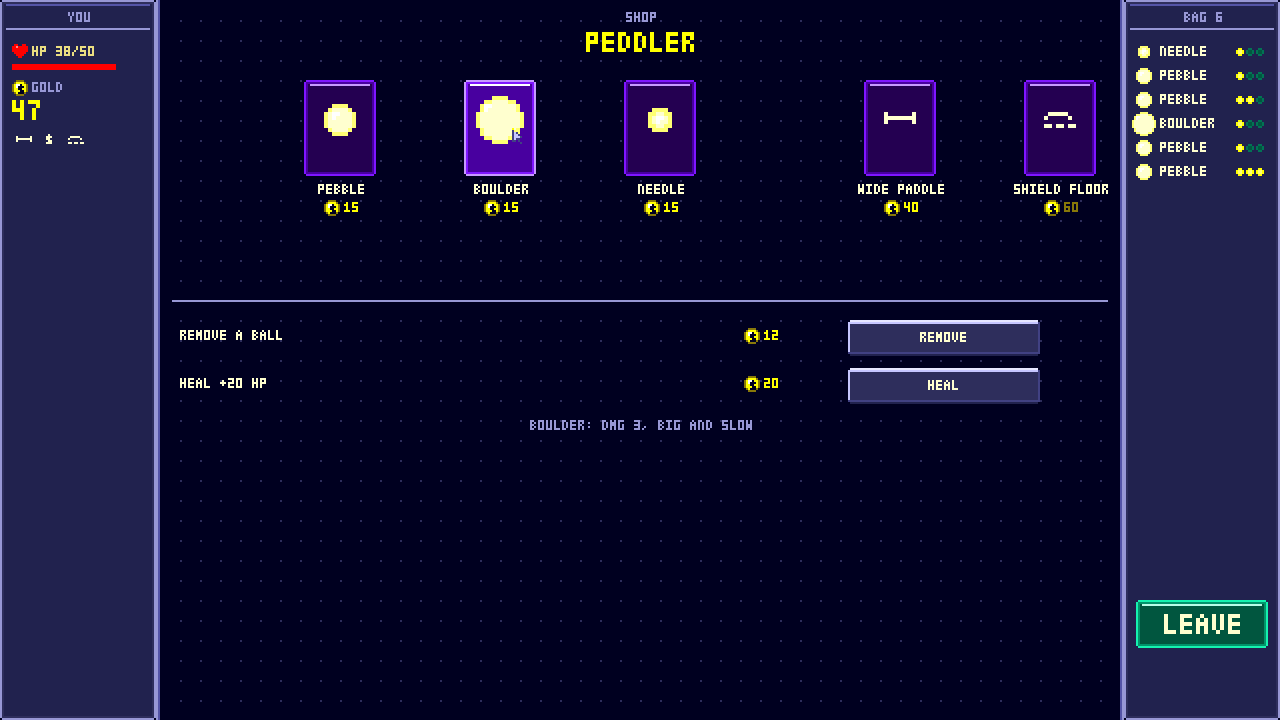 YOU
HP 38/50
GOLD
47
$
SHOP
PEDDLER
PEBBLE
15
BOULDER
15
NEEDLE
15
WIDE PADDLE
40
SHIELD FLOOR
60
REMOVE A BALL
12
REMOVE
HEAL +20 HP
20
HEAL
BOULDER: DMG 3, BIG AND SLOW
BAG 6
NEEDLE
PEBBLE
PEBBLE
BOULDER
PEBBLE
PEBBLE
LEAVE